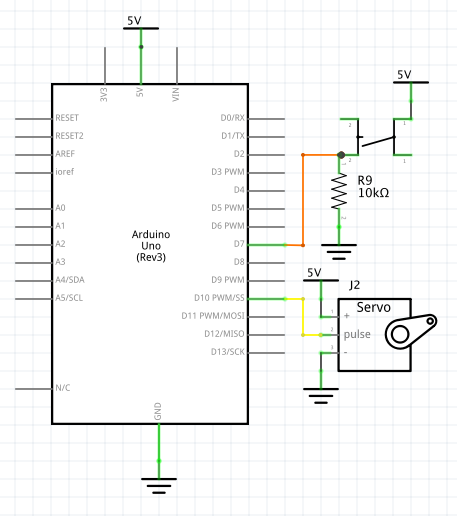 5V
3V3
5V
VIN
RESET
RESET2
AREF
ioref
A0
A1
A2
A3
A4/SDA
A5/SCL
N/C
Arduino
Uno
(Rev3)
D0/RX
D1/TX
D2
D3 PWM
D4
D5 PWM
D6 PWM
D7
D8
D9 PWM
D10 PWM/SS
D11 PWM/MOSI
D12/MISO
D13/SCK
GND
5V
R9
10kΩ
5V
J2
Servo
+
pulse
-